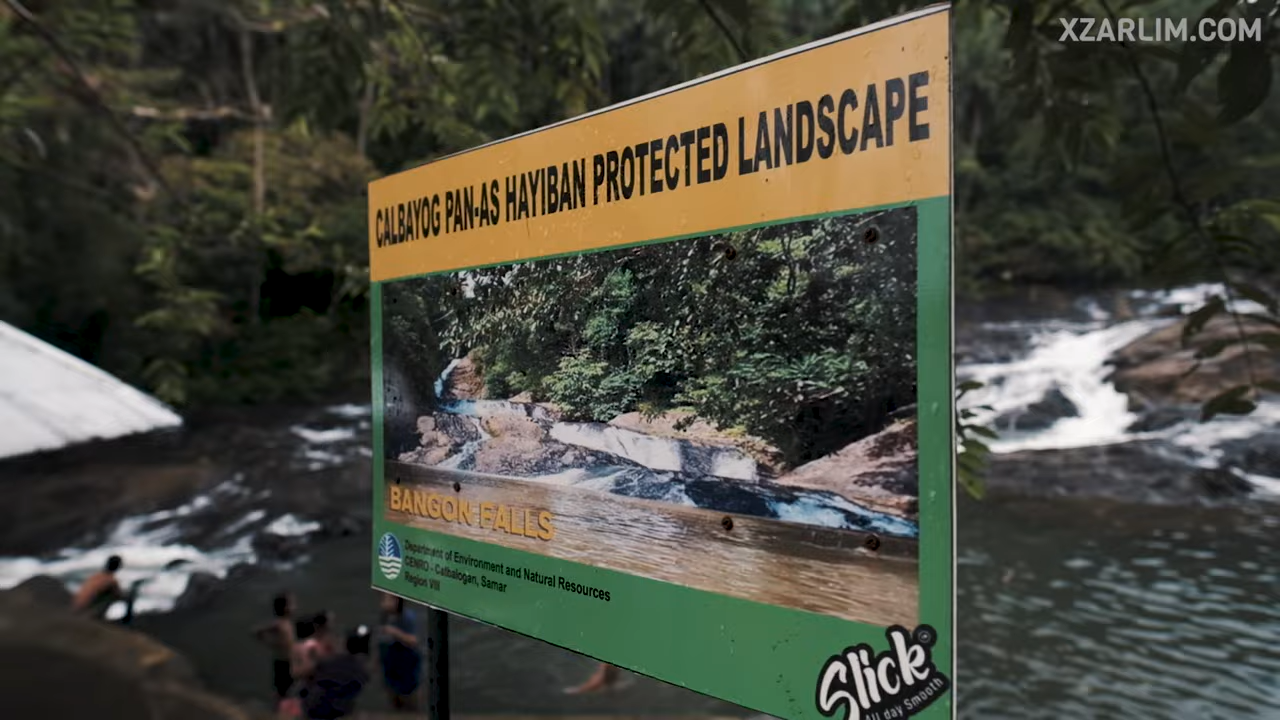 XZARLIM.COM
CALBAYOG PAN-AS HAYIBAN PROTECTED LANDSCAPE
BANGON FALLS
Department of Environment and Natural Resources
CENRO - Catbalogan, Samar
Region VIII
Slick
All day Smooth